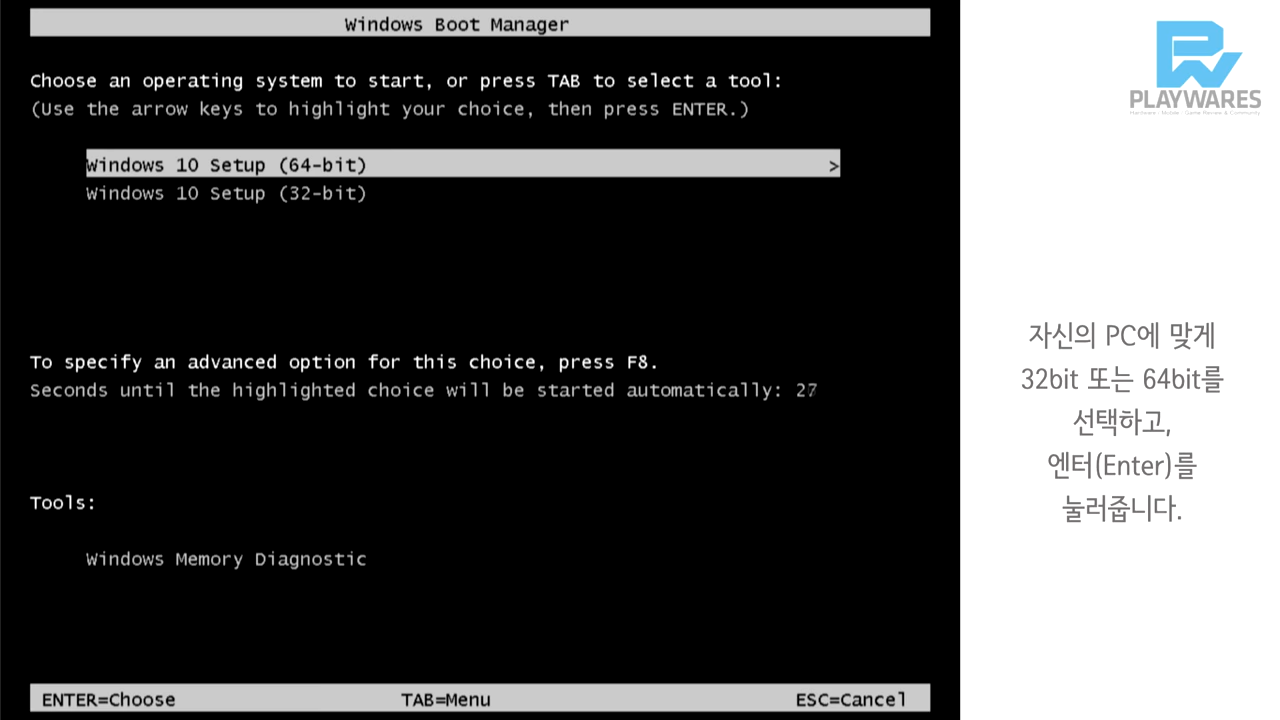 Windows Boot Manager
Choose an operating system to start, or press TAB to select a tool:
(Use the arrow keys to highlight your choice, then press ENTER.)
Windows 10 Setup (64-bit) >
Windows 10 Setup (32-bit)
To specify an advanced option for this choice, press F8.
Seconds until the highlighted choice will be started automatically: 27
Tools:
Windows Memory Diagnostic
ENTER=Choose TAB=Menu ESC=Cancel
PLAYWARES
Hardware / Mobile / Game Review & Community
자신의 PC에 맞게
32bit 또는 64bit를
선택하고,
엔터(Enter)를
눌러줍니다.